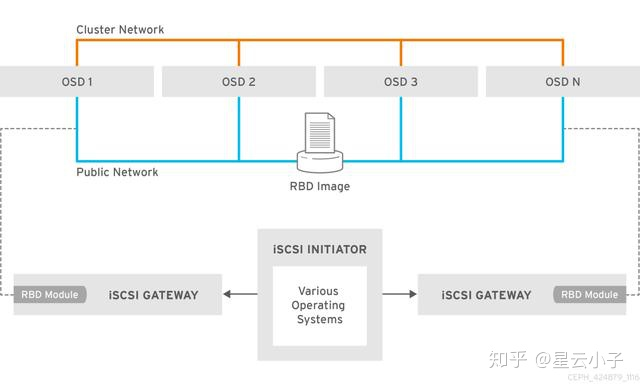 Cluster Network
OSD 1
OSD 2
OSD 3
OSD N
Public Network
RBD Image
iSCSI INITIATOR
Various
Operating
Systems
RBD Module
iSCSI GATEWAY
iSCSI GATEWAY
RBD Module
知乎 @星云小子
CEPH_424879_1116